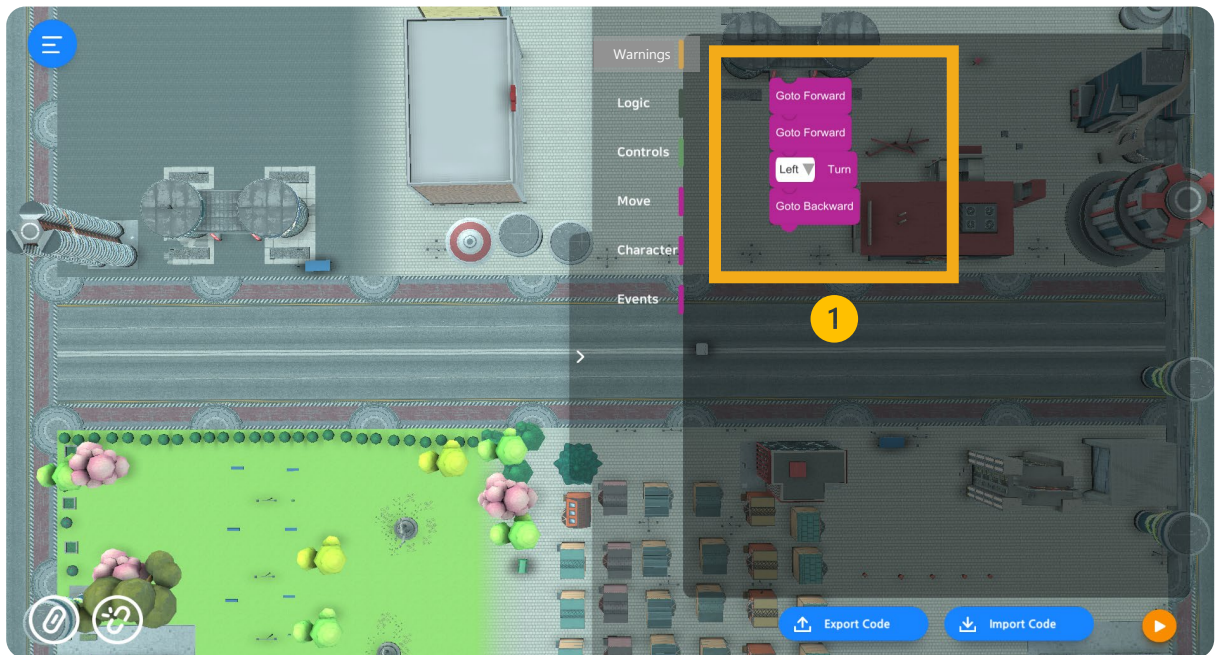 Warnings
Logic
Controls
Move
Character
Events
Goto Forward
Goto Forward
Left Turn
Goto Backward
1
Export Code
Import Code